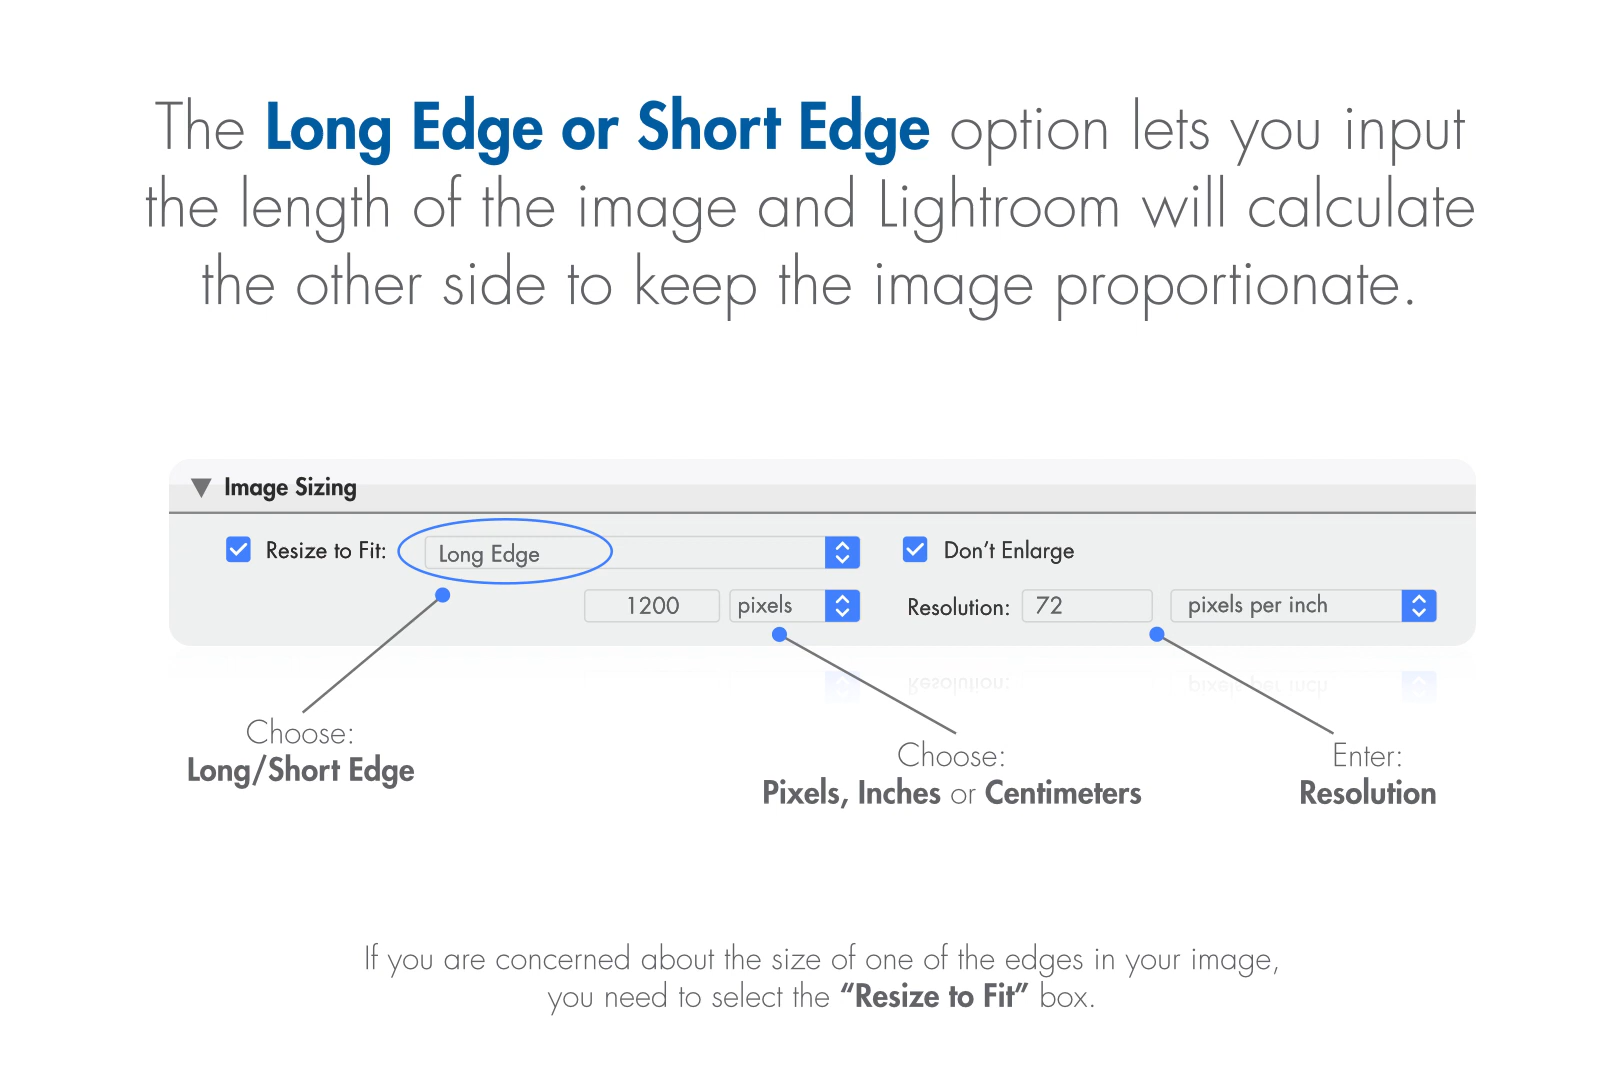 The Long Edge or Short Edge option lets you input
the length of the image and Lightroom will calculate
the other side to keep the image proportionate.
Image Sizing
Resize to Fit: Long Edge Don’t Enlarge
1200 pixels Resolution: 72 pixels per inch
Resolution: pixels per inch
Choose:
Long/Short Edge
Choose:
Pixels, Inches or Centimeters
Enter:
Resolution
If you are concerned about the size of one of the edges in your image,
you need to select the “Resize to Fit” box.